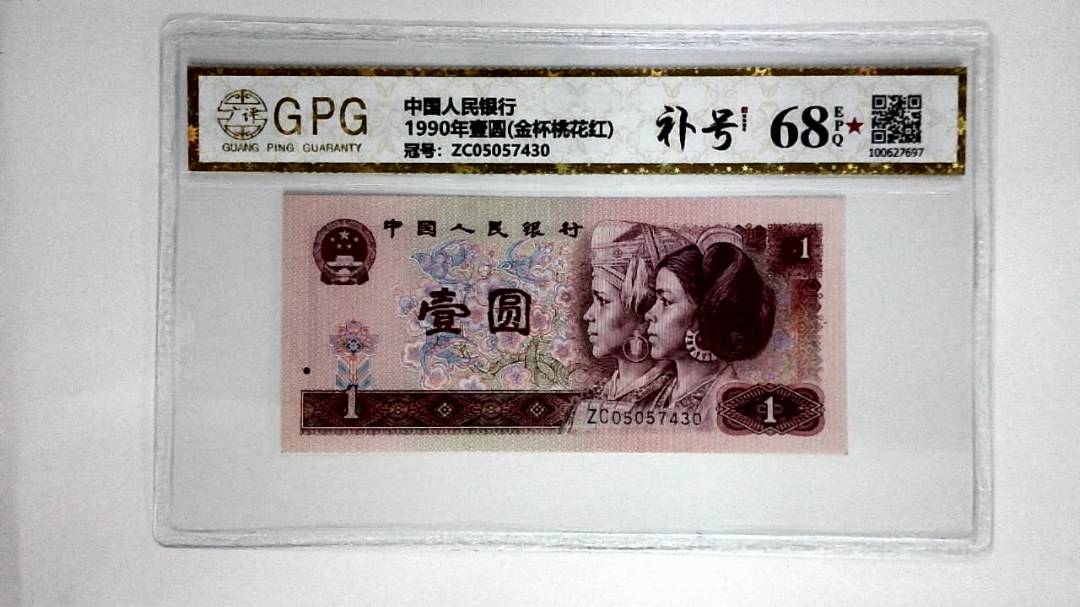 GPG
GUANG PING GUARANTY
中国人民银行
1990年壹圆(金杯桃花红)
冠号：ZC05057430
补号
68 EPQ
100627697
中国人民银行
壹圆
1
1
ZC05057430
1